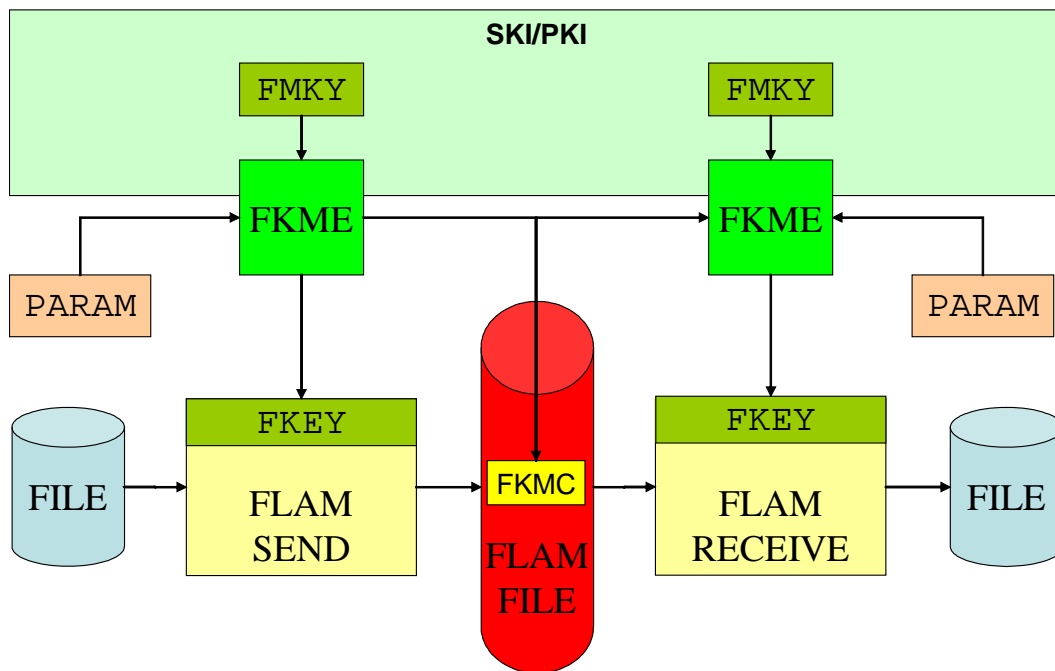 SKI/PKI
FMKY
FMKY
FKME
FKME
PARAM
PARAM
FKEY
FKEY
FILE
FLAM
SEND
FKMC
FLAM
FILE
FLAM
RECEIVE
FILE